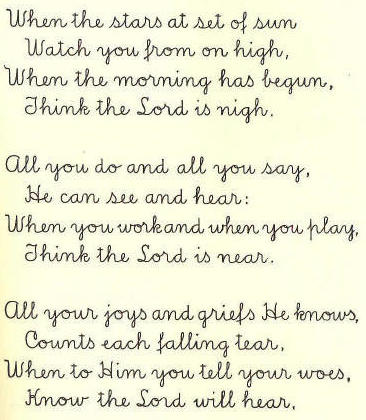 When the stars at set of sun
Watch you from on high,
When the morning has begun,
Think the Lord is nigh.

All you do and all you say,
He can see and hear:
When you work and when you play,
Think the Lord is near.

All your joys and griefs He knows,
Counts each falling tear,
When to Him you tell your woes,
Know the Lord will hear.